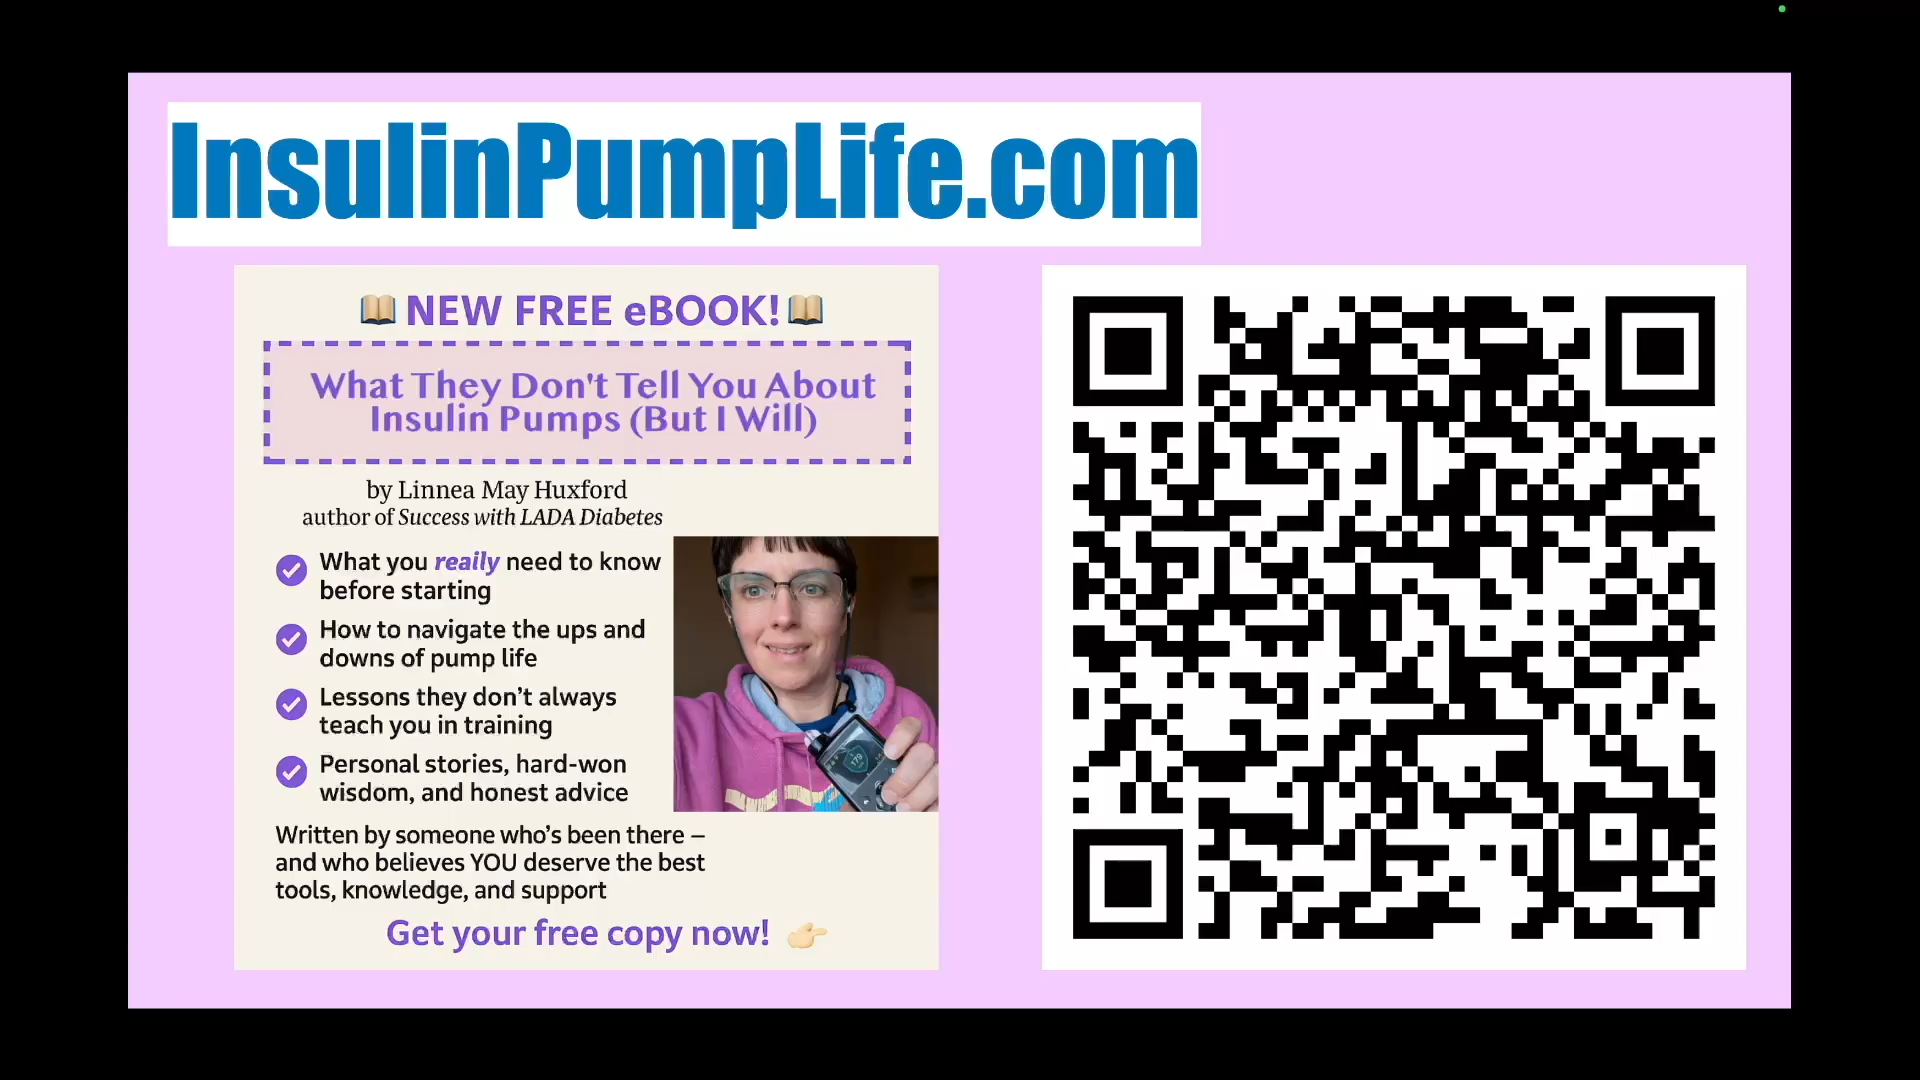 InsulinPumpLife.com
NEW FREE eBOOK!
What They Don't Tell You About
Insulin Pumps (But I Will)
by Linnea May Huxford
author of Success with LADA Diabetes
What you really need to know
before starting
How to navigate the ups and
downs of pump life
Lessons they don’t always
teach you in training
Personal stories, hard-won
wisdom, and honest advice
179
Written by someone who’s been there –
and who believes YOU deserve the best
tools, knowledge, and support
Get your free copy now!